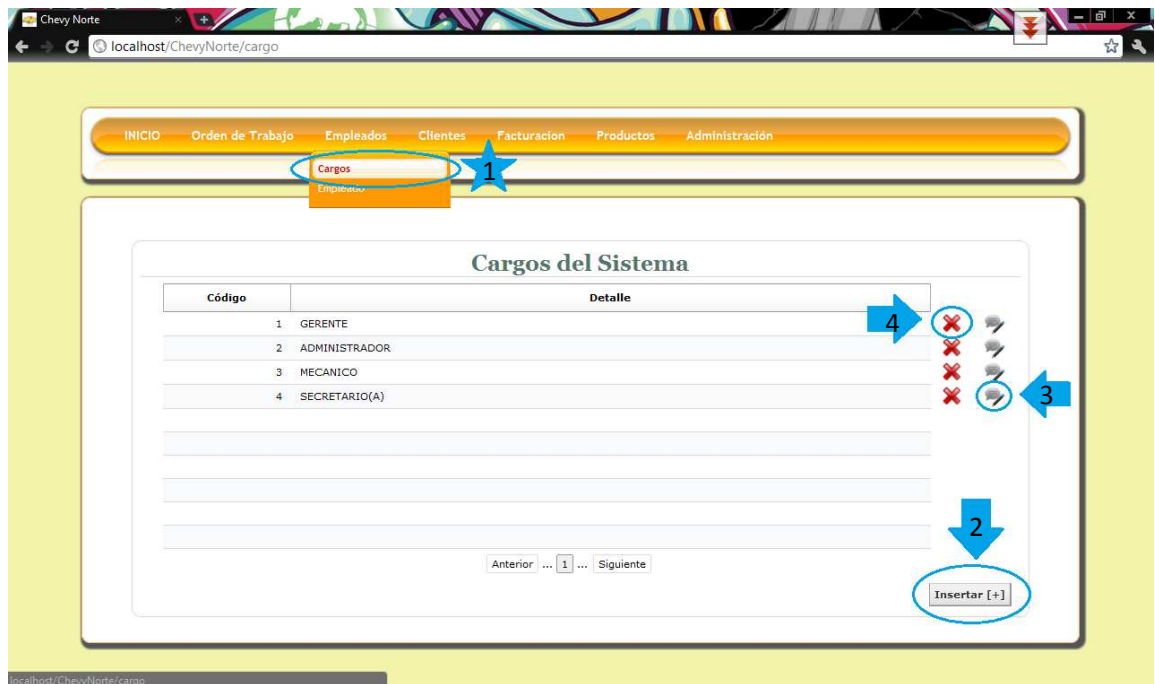 Chevy Norte
localhost/ChevyNorte/cargo
INICIO Orden de Trabajo Empleados Clientes Facturacion Productos Administración
Cargos
1
Empleado
Cargos del Sistema
Código Detalle
1 GERENTE
4
2 ADMINISTRADOR
3 MECANICO
4 SECRETARIO(A)
3
2
Anterior ... 1 ... Siguiente
Insertar [+]
localhost/ChevyNorte/cargo